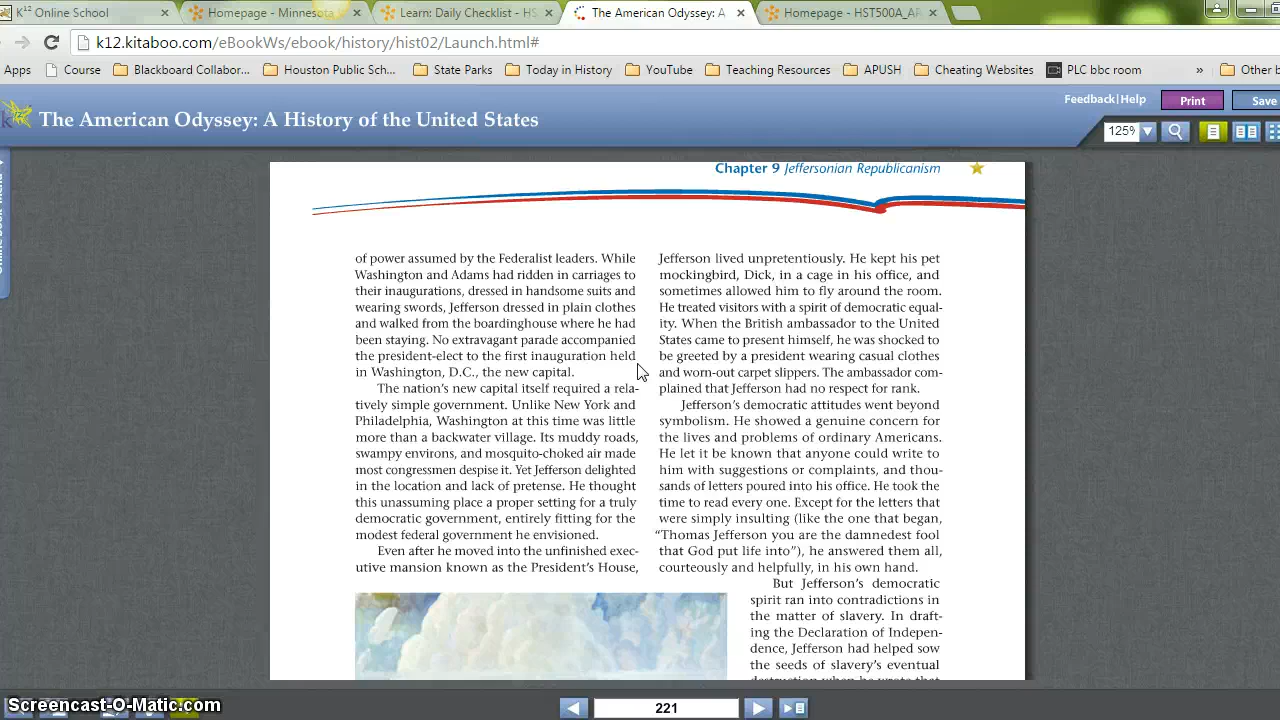 K¹² Online School
Homepage - Minnesota
Learn: Daily Checklist - HS
The American Odyssey: A
Homepage - HST500A_AR
k12.kitaboo.com/eBookWs/ebook/history/hist02/Launch.html#
Apps
Course
Blackboard Collabor...
Houston Public Sch...
State Parks
Today in History
YouTube
Teaching Resources
APUSH
Cheating Websites
PLC bbc room
»
Other b
Feedback|Help
Print
Save
The American Odyssey: A History of the United States
125%
Chapter 9 Jeffersonian Republicanism
of power assumed by the Federalist leaders. While
Washington and Adams had ridden in carriages to
their inaugurations, dressed in handsome suits and
wearing swords, Jefferson dressed in plain clothes
and walked from the boardinghouse where he had
been staying. No extravagant parade accompanied
the president-elect to the first inauguration held
in Washington, D.C., the new capital.
The nation's new capital itself required a rela-
tively simple government. Unlike New York and
Philadelphia, Washington at this time was little
more than a backwater village. Its muddy roads,
swampy environs, and mosquito-choked air made
most congressmen despise it. Yet Jefferson delighted
in the location and lack of pretense. He thought
this unassuming place a proper setting for a truly
democratic government, entirely fitting for the
modest federal government he envisioned.
Even after he moved into the unfinished exec-
utive mansion known as the President's House,
Jefferson lived unpretentiously. He kept his pet
mockingbird, Dick, in a cage in his office, and
sometimes allowed him to fly around the room.
He treated visitors with a spirit of democratic equal-
ity. When the British ambassador to the United
States came to present himself, he was shocked to
be greeted by a president wearing casual clothes
and worn-out carpet slippers. The ambassador com-
plained that Jefferson had no respect for rank.
Jefferson's democratic attitudes went beyond
symbolism. He showed a genuine concern for
the lives and problems of ordinary Americans.
He let it be known that anyone could write to
him with suggestions or complaints, and thou-
sands of letters poured into his office. He took the
time to read every one. Except for the letters that
were simply insulting (like the one that began,
"Thomas Jefferson you are the damnedest fool
that God put life into"), he answered them all,
courteously and helpfully, in his own hand.
But Jefferson's democratic
spirit ran into contradictions in
the matter of slavery. In draft-
ing the Declaration of Indepen-
dence, Jefferson had helped sow
the seeds of slavery's eventual
destruction when he wrote that
Screencast-O-Matic.com
221